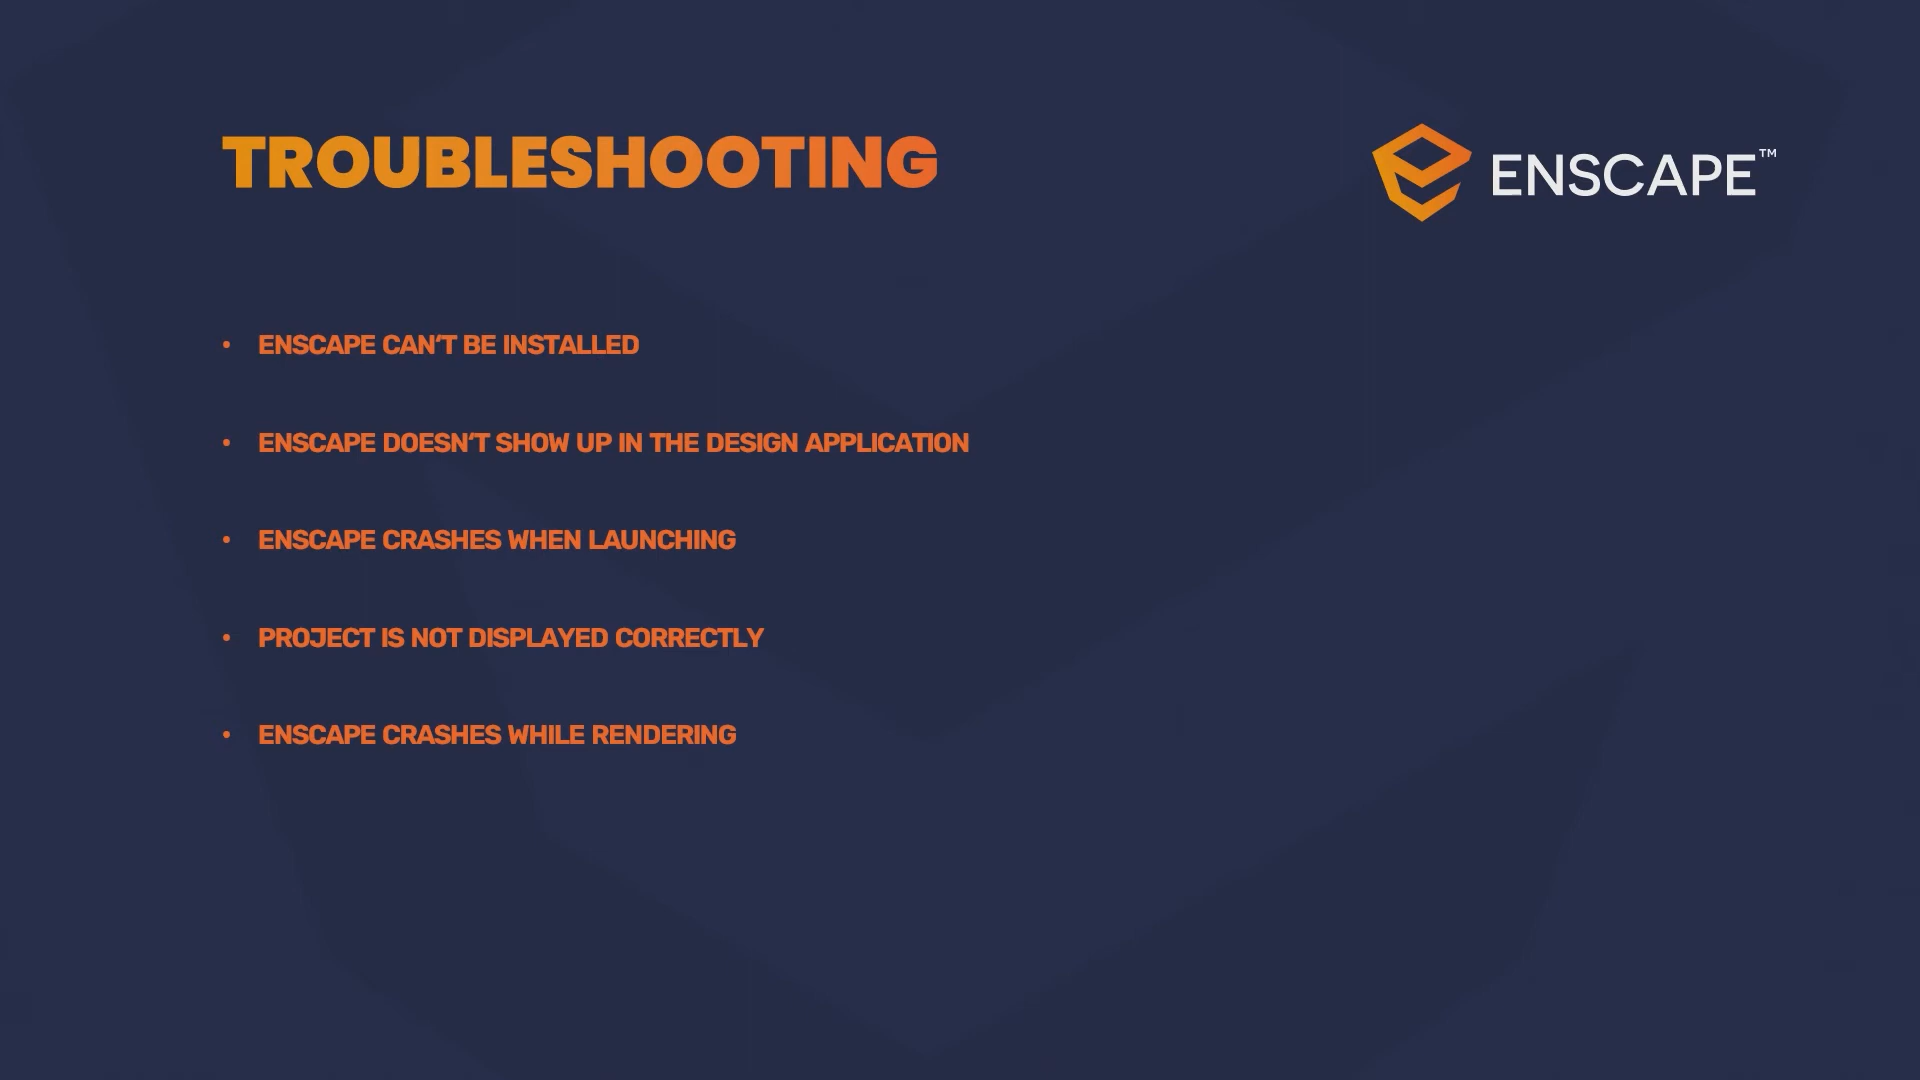 TROUBLESHOOTING
ENSCAPE™
• ENSCAPE CAN'T BE INSTALLED
• ENSCAPE DOESN'T SHOW UP IN THE DESIGN APPLICATION
• ENSCAPE CRASHES WHEN LAUNCHING
• PROJECT IS NOT DISPLAYED CORRECTLY
• ENSCAPE CRASHES WHILE RENDERING